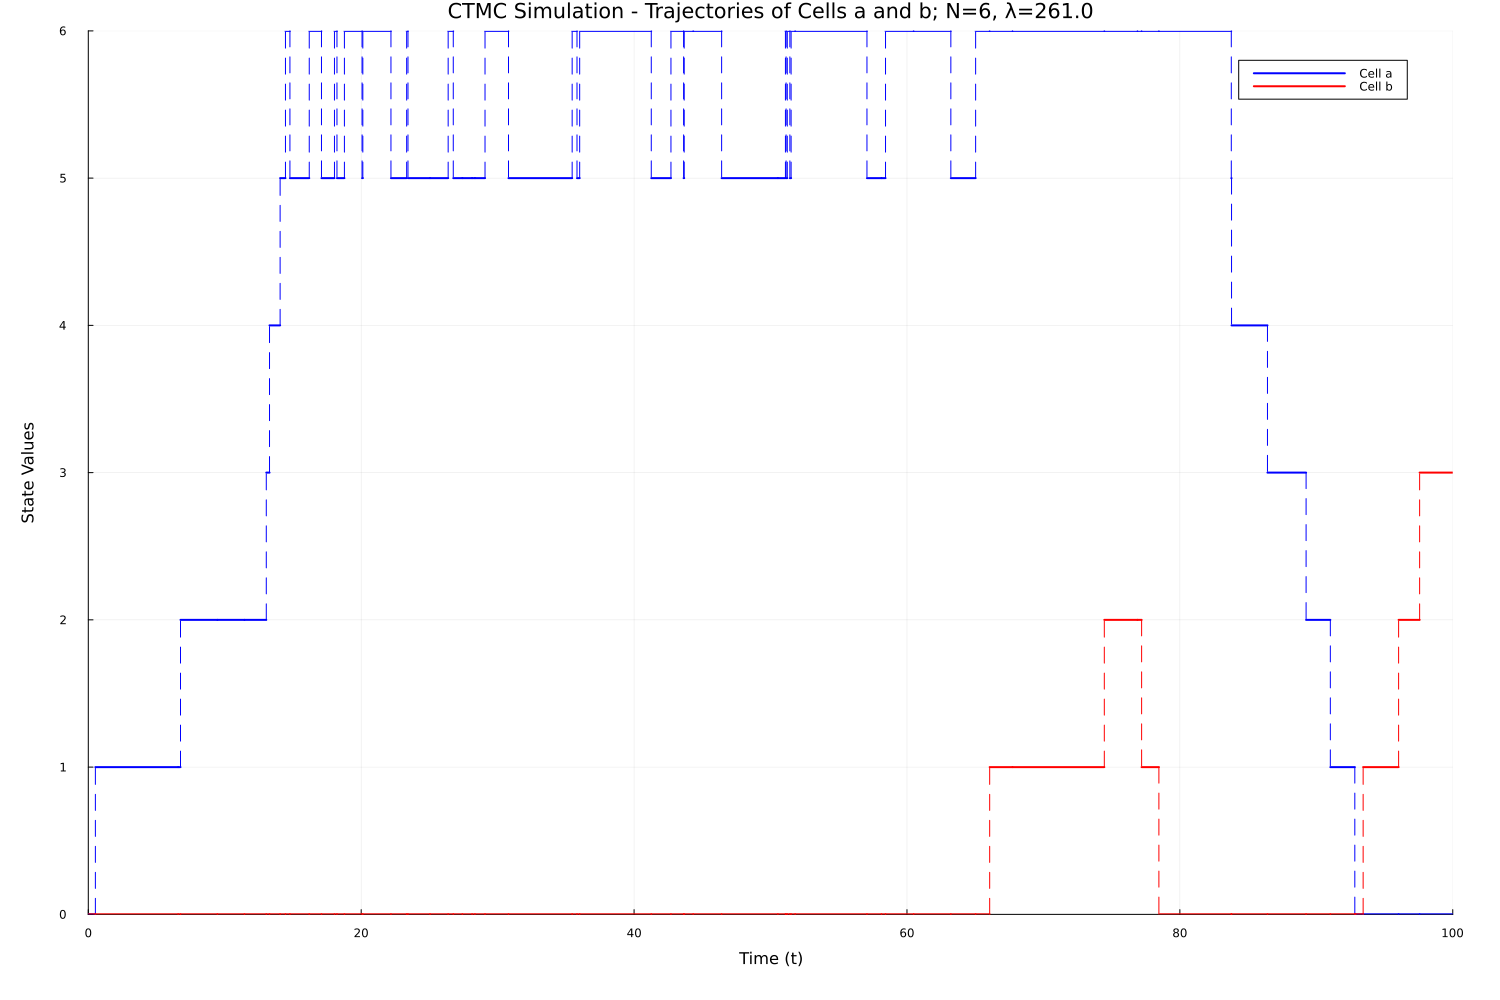 CTMC Simulation - Trajectories of Cells a and b; N=6, λ=261.0
6
Cell a
Cell b
5
4
3
State Values
2
1
0
0 20 40 60 80 100
Time (t)